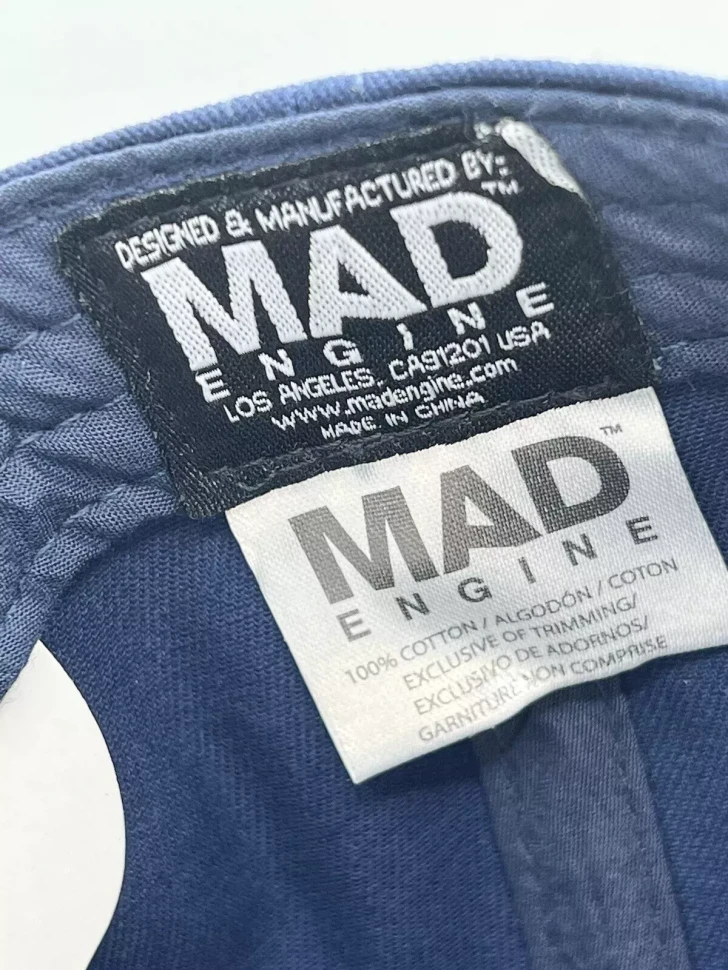 DESIGNED & MANUFACTURED BY:
MAD™
ENGINE
LOS ANGELES, CA91201 USA
www.madengine.com
MADE IN CHINA
MAD™
ENGINE
100% COTTON / ALGODÓN / COTON
EXCLUSIVE OF TRIMMING/
EXCLUSIVO DE ADORNOS/
GARNITURE NON COMPRISE